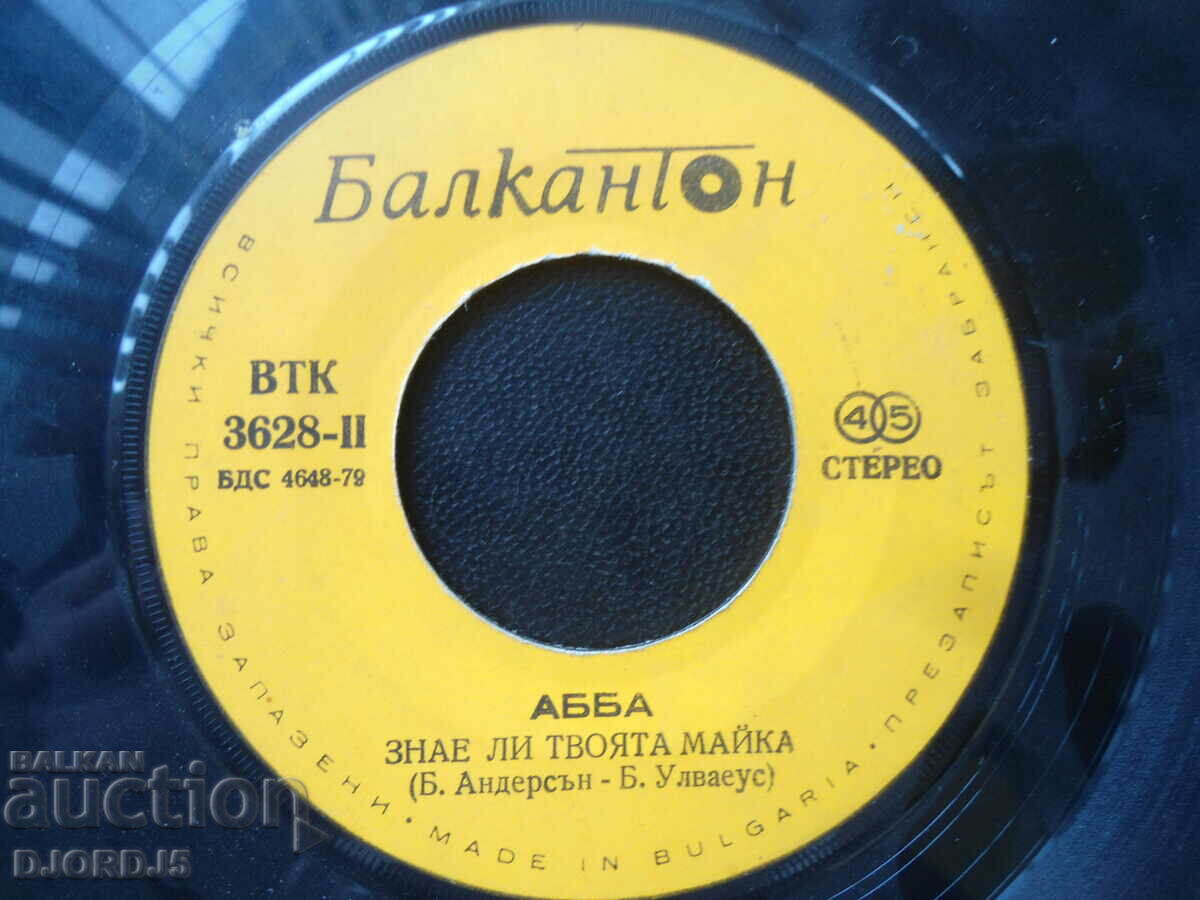 Балкантон
ВТК
3628-II
БДС 4648-79
45
СТЕРЕО
АББА
ЗНАЕ ЛИ ТВОЯТА МАЙКА
(Б. Андерсън - Б. Улваеус)
ВСИЧКИ ПРАВА ЗАПАЗЕНИ • MADE IN BULGARIA • ПРЕЗАПИСЪТ ЗАБРАНЕН
BALKAN
auction
DJORDJ5